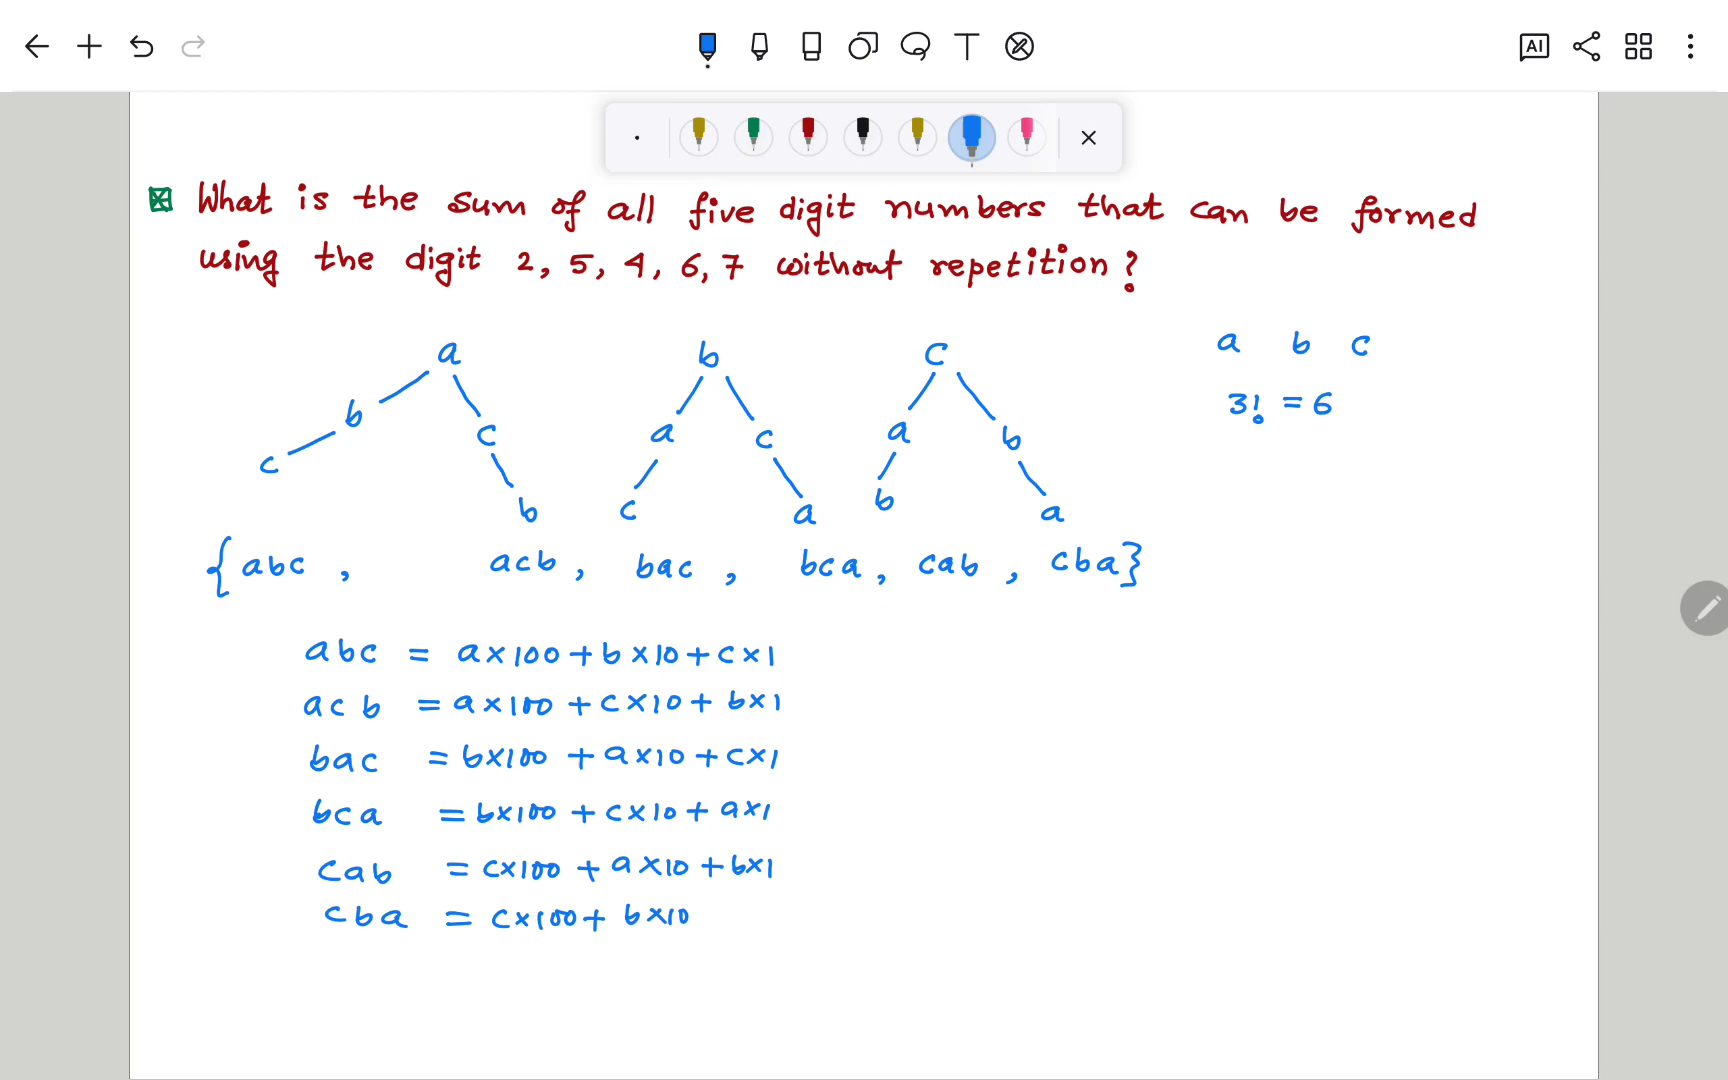 AI
What is the sum of all five digit numbers that can be formed
using the digit 2, 5, 4, 6, 7 without repetition?
a b c a b c
b c a c a b 3! = 6
c b c a b a
{abc, acb, bac, bca, cab, cba}
abc = a×100+b×10+c×1
acb = a×100+c×10+b×1
bac = b×100+a×10+c×1
bca = b×100+c×10+a×1
cab = c×100+a×10+b×1
cba = c×100+b×10